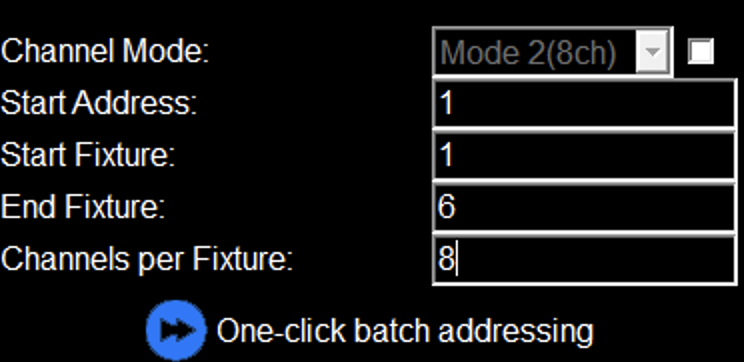 Channel Mode: Mode 2(8ch)
Start Address: 1
Start Fixture: 1
End Fixture: 6
Channels per Fixture: 8
One-click batch addressing